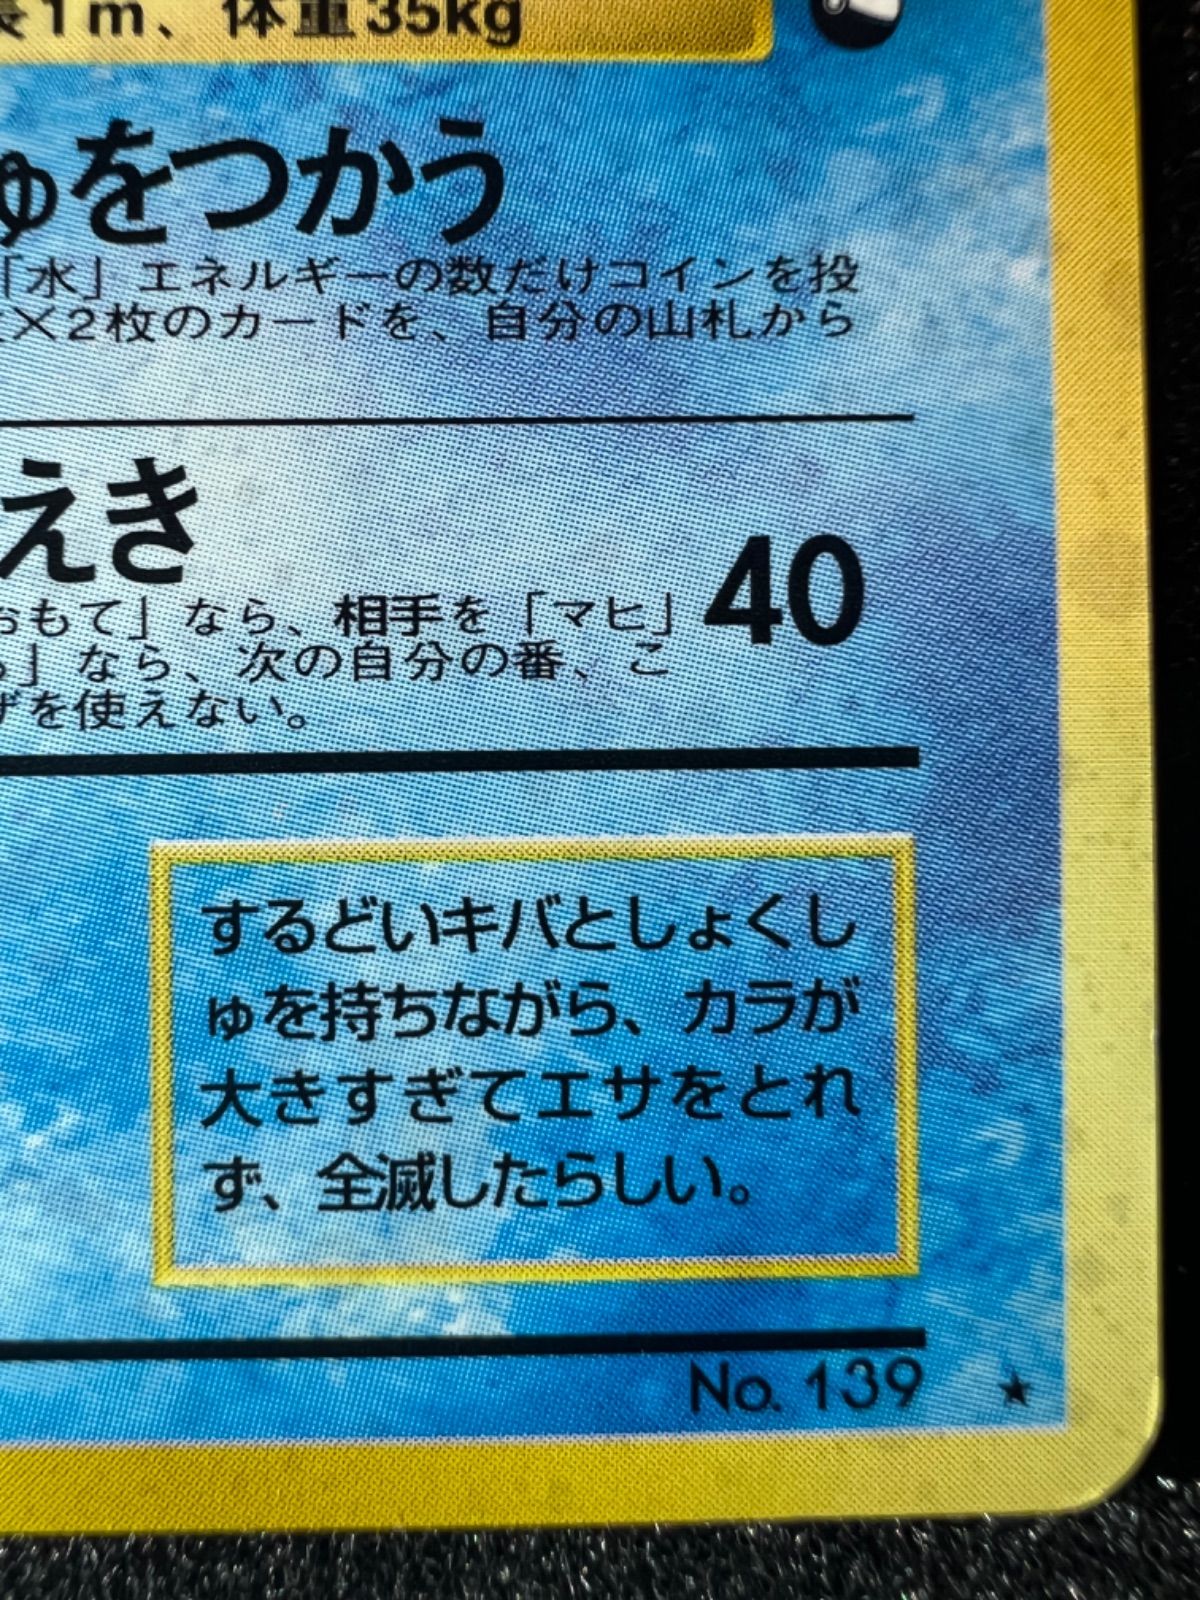 長1m、体重35kg
ゅをつかう
「水」エネルギーの数だけコインを投
×2枚のカードを、自分の山札から
えき
おもて」なら、相手を「マヒ」
40
」なら、次の自分の番、こ
ザを使えない。
するどいキバとしょくし
ゅを持ちながら、カラが
大きすぎてエサをとれ
ず、全滅したらしい。
No. 139 ★